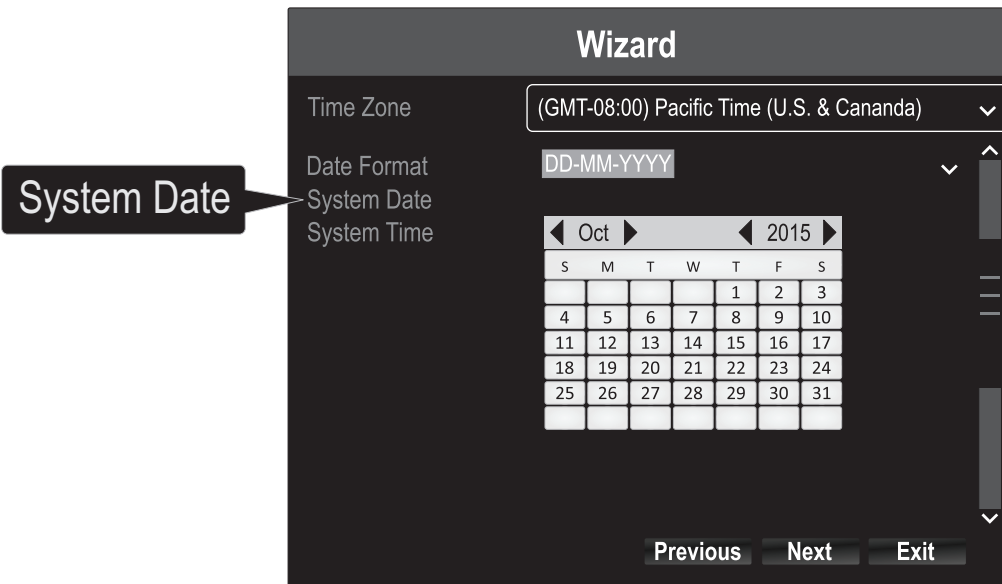 Wizard
Time Zone (GMT-08:00) Pacific Time (U.S. & Cananda)
Date Format DD-MM-YYYY
System Date
System Date
System Time
Oct 2015
S M T W T F S
1 2 3
4 5 6 7 8 9 10
11 12 13 14 15 16 17
18 19 20 21 22 23 24
25 26 27 28 29 30 31
Previous Next Exit